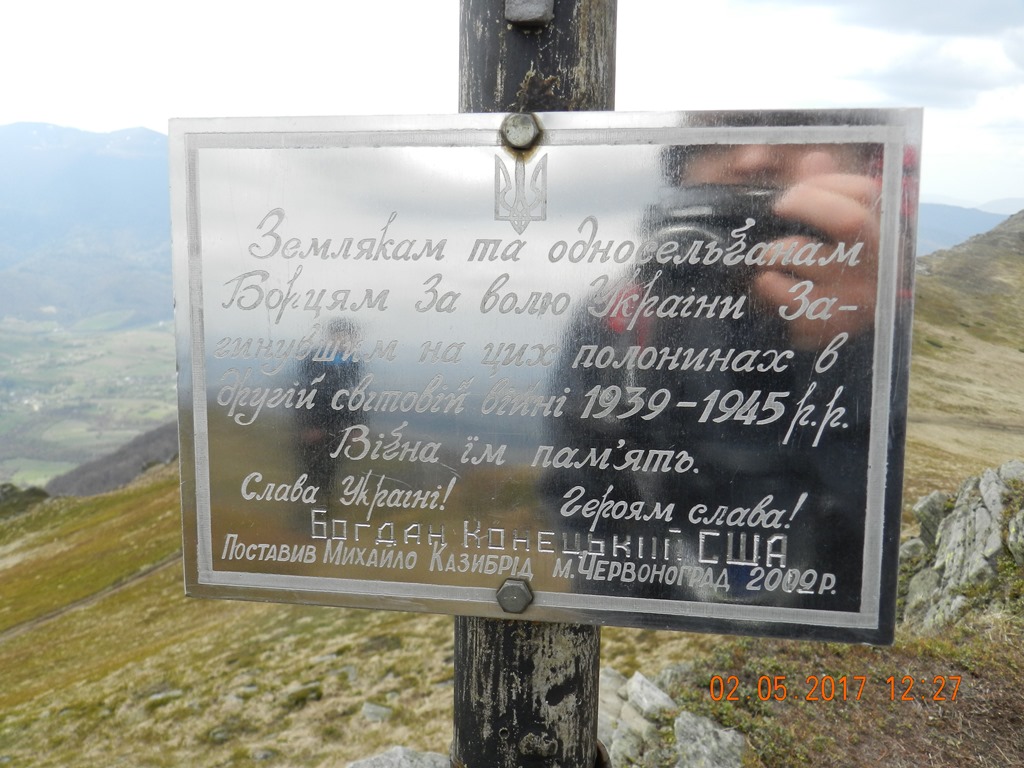 Землякам та односельчанам
Борцям За волю України За-
гинувшим на цих полонинах в
другій світовій війні 1939-1945 р.р.
Вічна їм пам'ять.
Слава Україні! Героям слава!
Богдан Конецький США
Поставив Михайло Казибрід м. Червоноград 2009 р.
02.05.2017 12:27